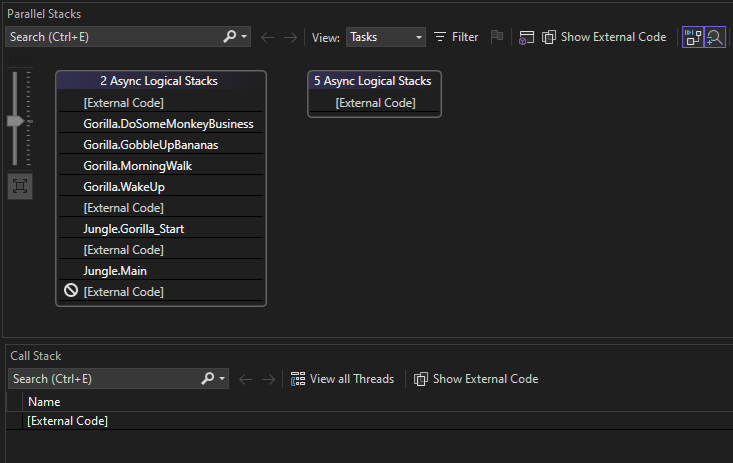 Parallel Stacks
Search (Ctrl+E) View: Tasks Filter Show External Code
2 Async Logical Stacks
[External Code]
Gorilla.DoSomeMonkeyBusiness
Gorilla.GobbleUpBananas
Gorilla.MorningWalk
Gorilla.WakeUp
[External Code]
Jungle.Gorilla_Start
[External Code]
Jungle.Main
[External Code]
5 Async Logical Stacks
[External Code]
Call Stack
Search (Ctrl+E) View all Threads Show External Code
Name
[External Code]